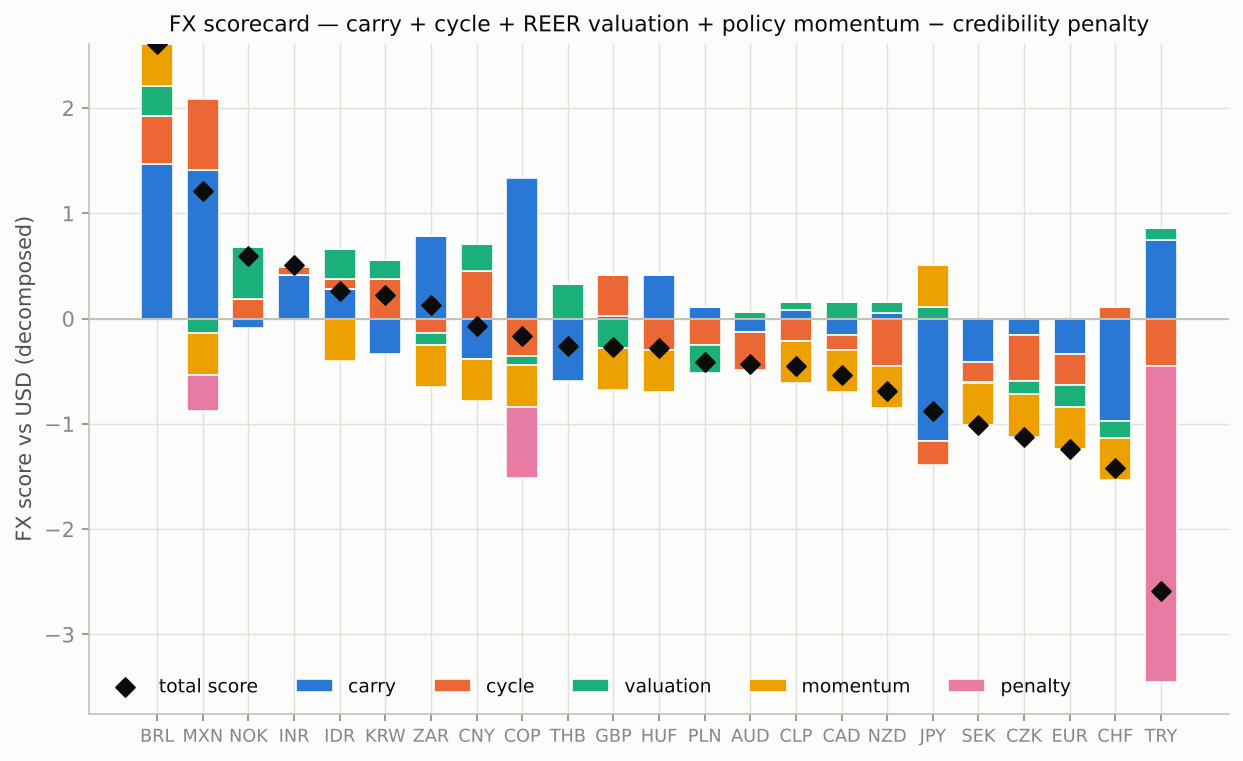 FX scorecard — carry + cycle + REER valuation + policy momentum − credibility penalty
FX score vs USD (decomposed)
2
1
0
−1
−2
−3
total score carry cycle valuation momentum penalty
BRL MXN NOK INR IDR KRW ZAR CNY COP THB GBP HUF PLN AUD CLP CAD NZD JPY SEK CZK EUR CHF TRY